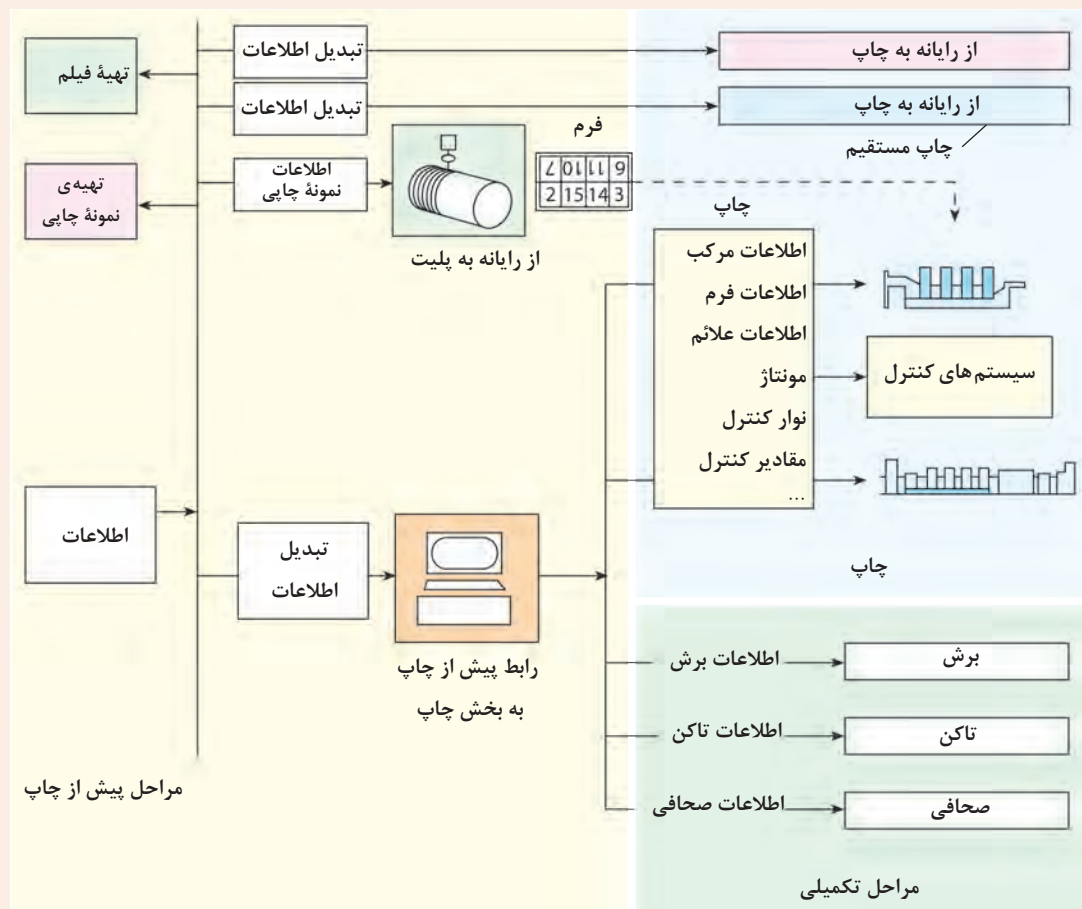 تبدیل اطلاعات
از رایانه به چاپ
تهیهٔ فیلم
تبدیل اطلاعات
از رایانه به چاپ
چاپ مستقیم
فرم
اطلاعات
نمونهٔ چاپی
7 10 11 6
2 15 14 3
تهیه‌ی
نمونهٔ چاپی
از رایانه به پلیت
چاپ
اطلاعات مرکب
اطلاعات فرم
اطلاعات علائم
مونتاژ
نوار کنترل
مقادیر کنترل
...
سیستم‌های کنترل
چاپ
اطلاعات
تبدیل
اطلاعات
رابط پیش از چاپ
به بخش چاپ
اطلاعات برش
برش
اطلاعات تاکن
تاکن
اطلاعات صحافی
صحافی
مراحل پیش از چاپ
مراحل تکمیلی